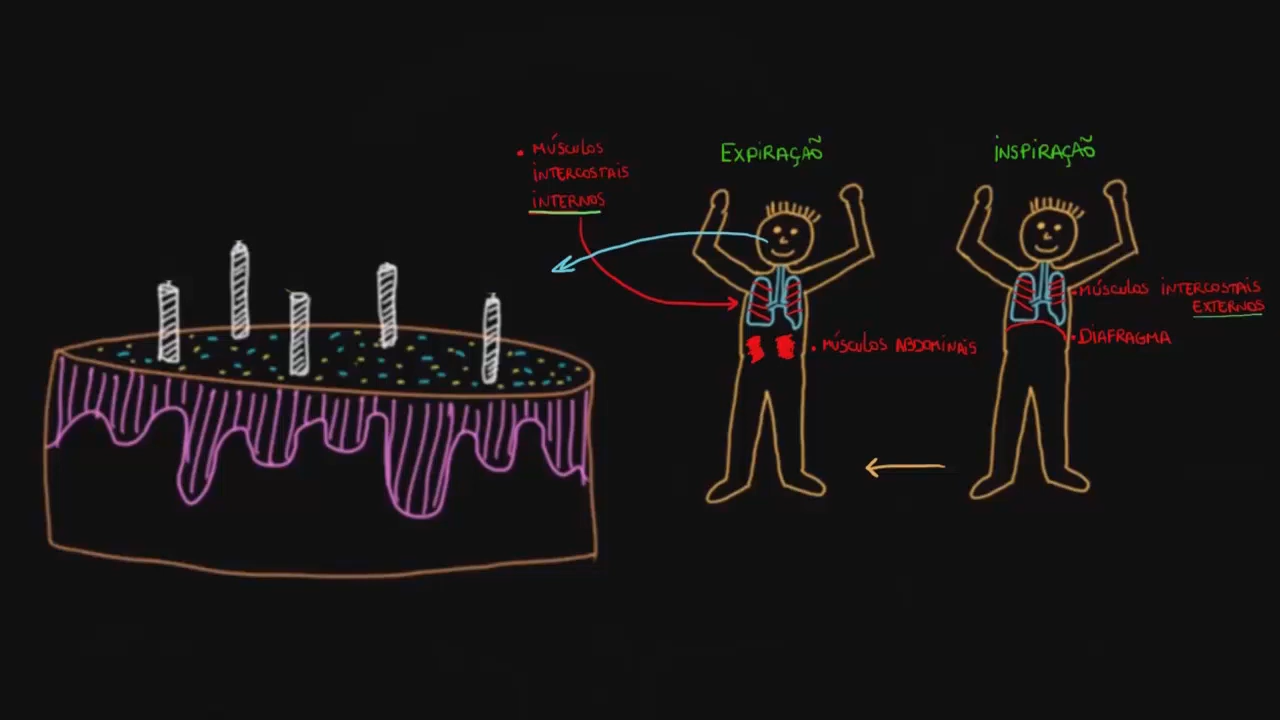 • MÚSCULOS
INTERCOSTAIS
INTERNOS
EXPIRAÇÃO
• MÚSCULOS ABDOMINAIS
INSPIRAÇÃO
• MÚSCULOS INTERCOSTAIS
EXTERNOS
• DIAFRAGMA